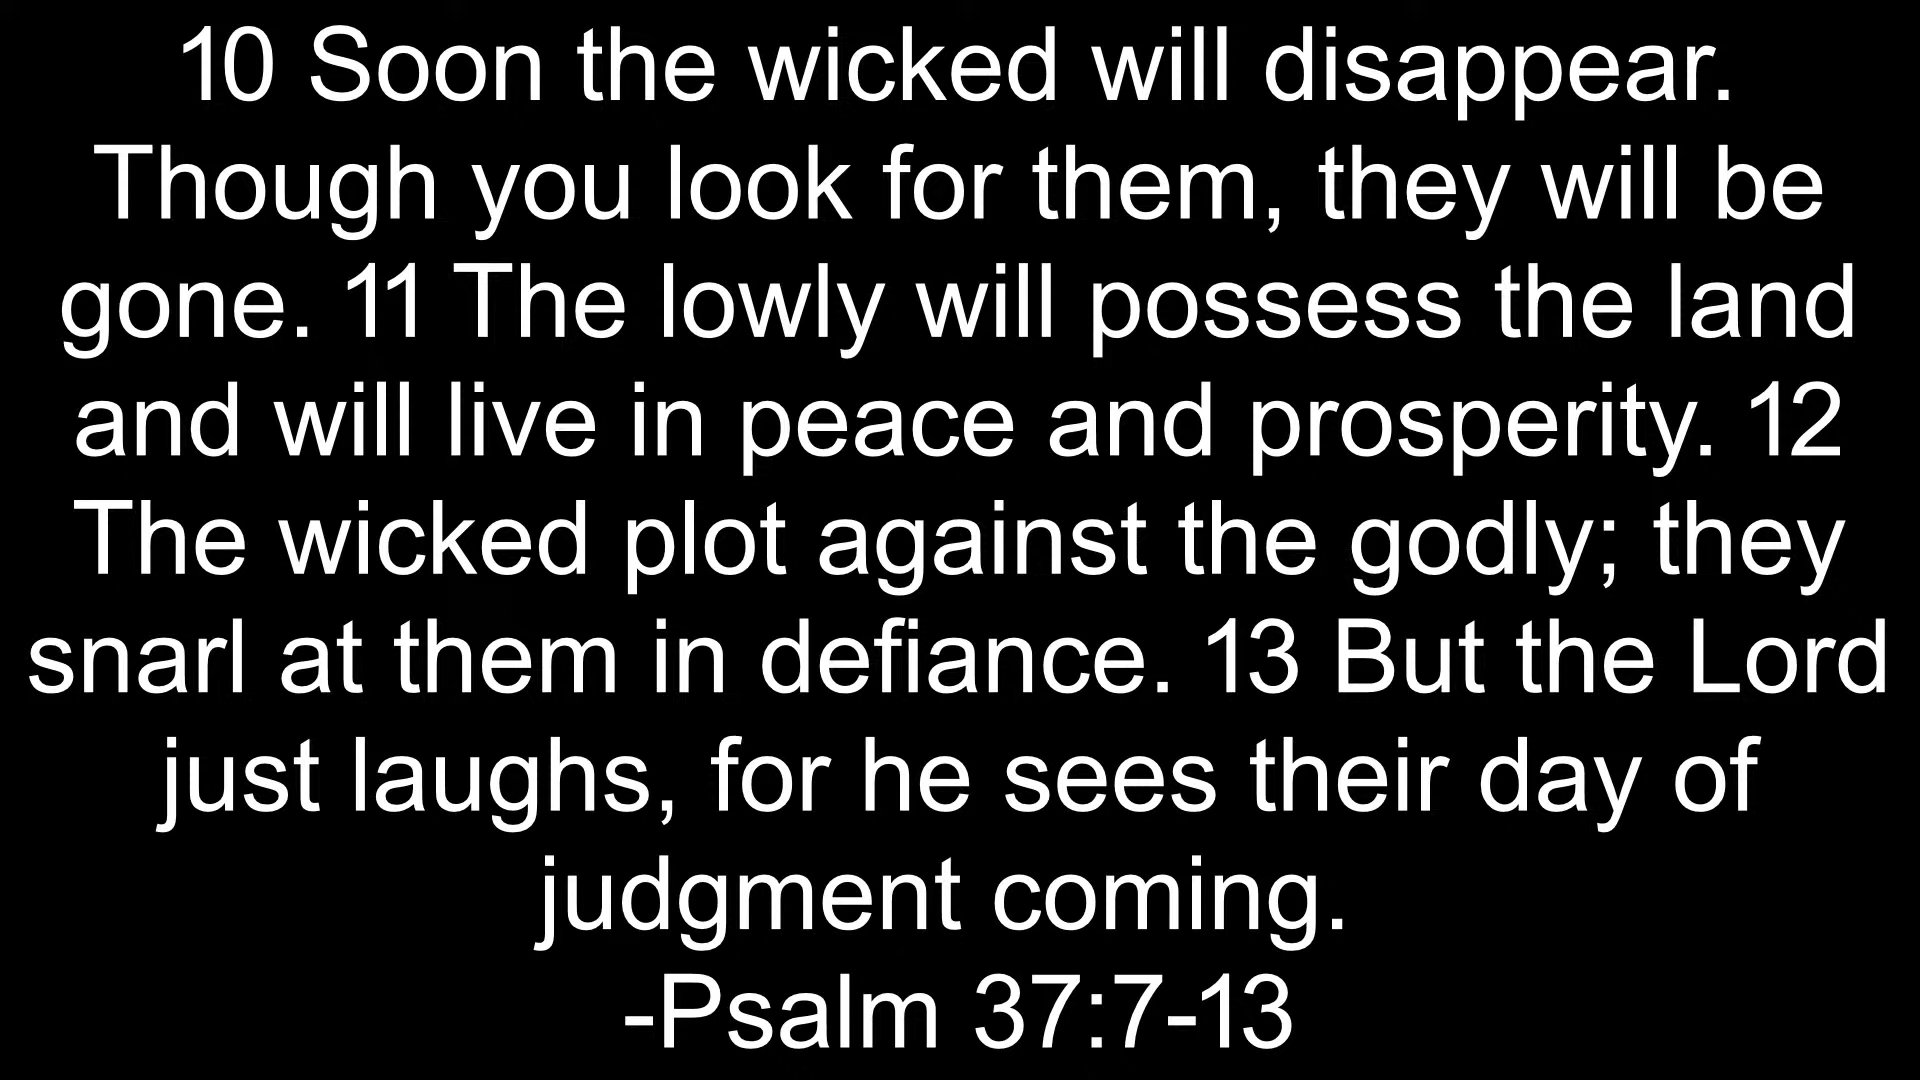 10 Soon the wicked will disappear.
Though you look for them, they will be
gone. 11 The lowly will possess the land
and will live in peace and prosperity. 12
The wicked plot against the godly; they
snarl at them in defiance. 13 But the Lord
just laughs, for he sees their day of
judgment coming.
-Psalm 37:7-13